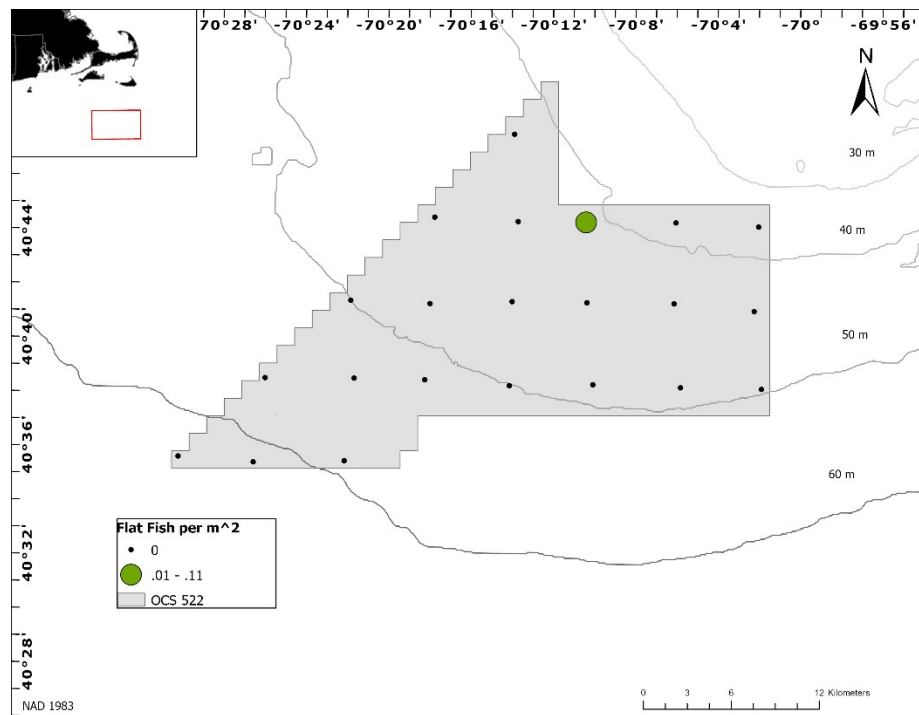 -70°28' -70°24' -70°20' -70°16' -70°12' -70°8' -70°4' -70° -69°56'
N
30 m
40°44'
40 m
40°40'
50 m
40°36'
60 m
Flat Fish per m^2
0
.01 - .11
OCS 522
40°32'
40°28'
NAD 1983
0 3 6 12 Kilometers